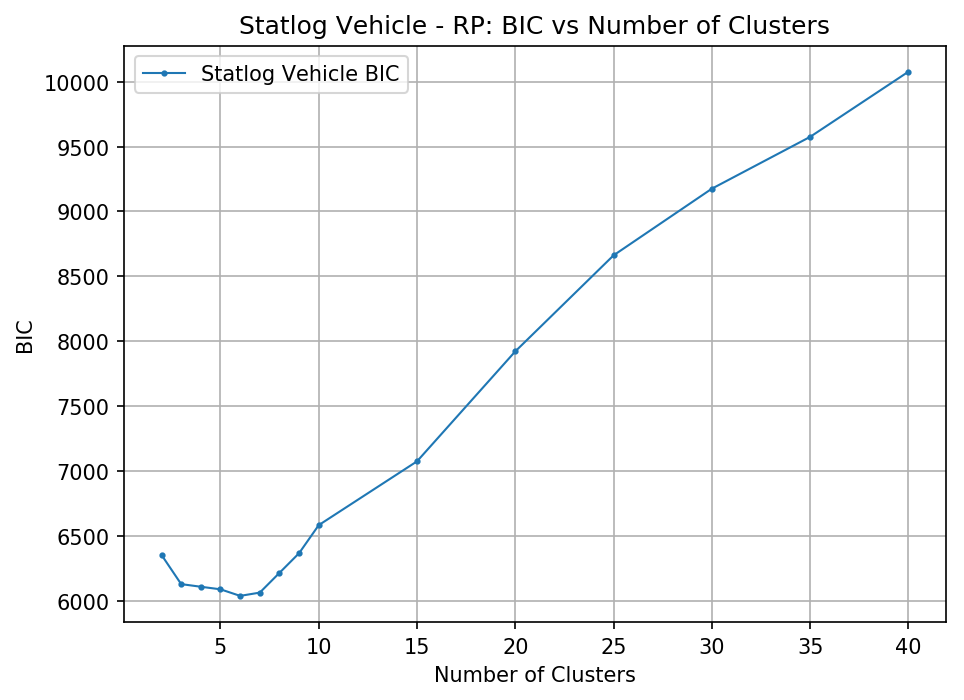 Statlog Vehicle - RP: BIC vs Number of Clusters
Statlog Vehicle BIC
10000
9500
9000
8500
8000
7500
7000
6500
6000
BIC
5 10 15 20 25 30 35 40
Number of Clusters